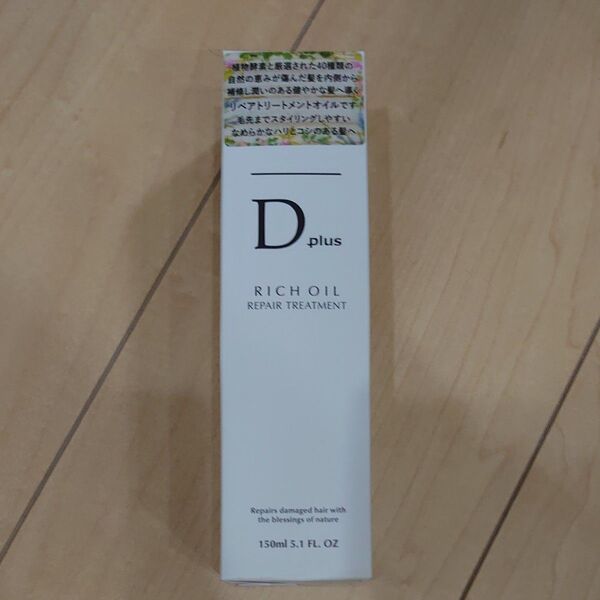 植物酵素と厳選された40種類の
自然の恵みが傷んだ髪を内側から
補修し潤いのある健やかな髪へ導く
リペアトリートメントオイルです
毛先までスタイリングしやすい
なめらかなハリとコシのある髪へ
D plus
RICH OIL
REPAIR TREATMENT
Repairs damaged hair with
the blessings of nature
150ml 5.1 FL. OZ